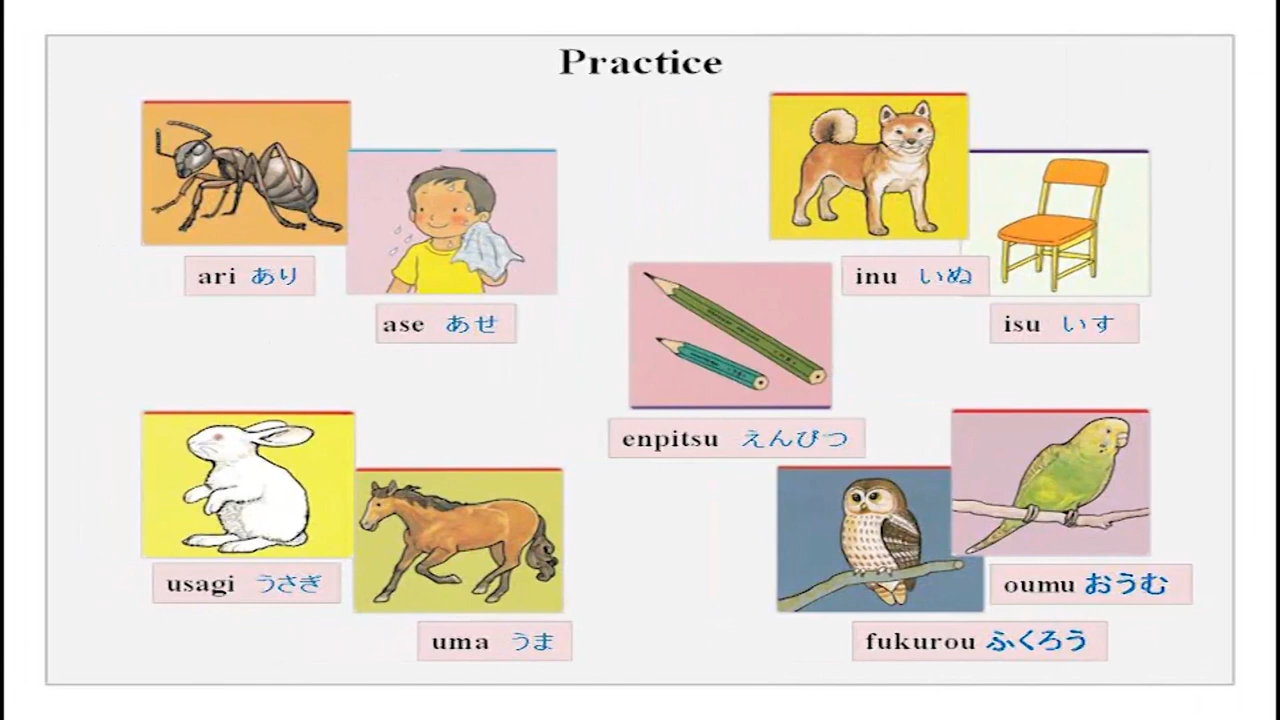 Practice
ari あり
ase あせ
inu いぬ
isu いす
enpitsu えんぴつ
usagi うさぎ
uma うま
oumu おうむ
fukurou ふくろう